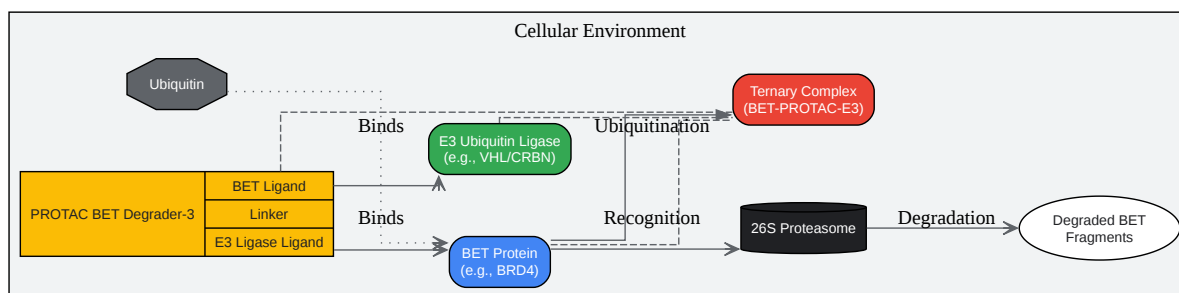 Cellular Environment
Ubiquitin
Ternary Complex
(BET-PROTAC-E3)
Binds
Ubiquitination
E3 Ubiquitin Ligase
(e.g., VHL/CRBN)
PROTAC BET Degrader-3
BET Ligand
Linker
E3 Ligase Ligand
Binds
Recognition
Degradation
BET Protein
(e.g., BRD4)
26S Proteasome
Degraded BET
Fragments